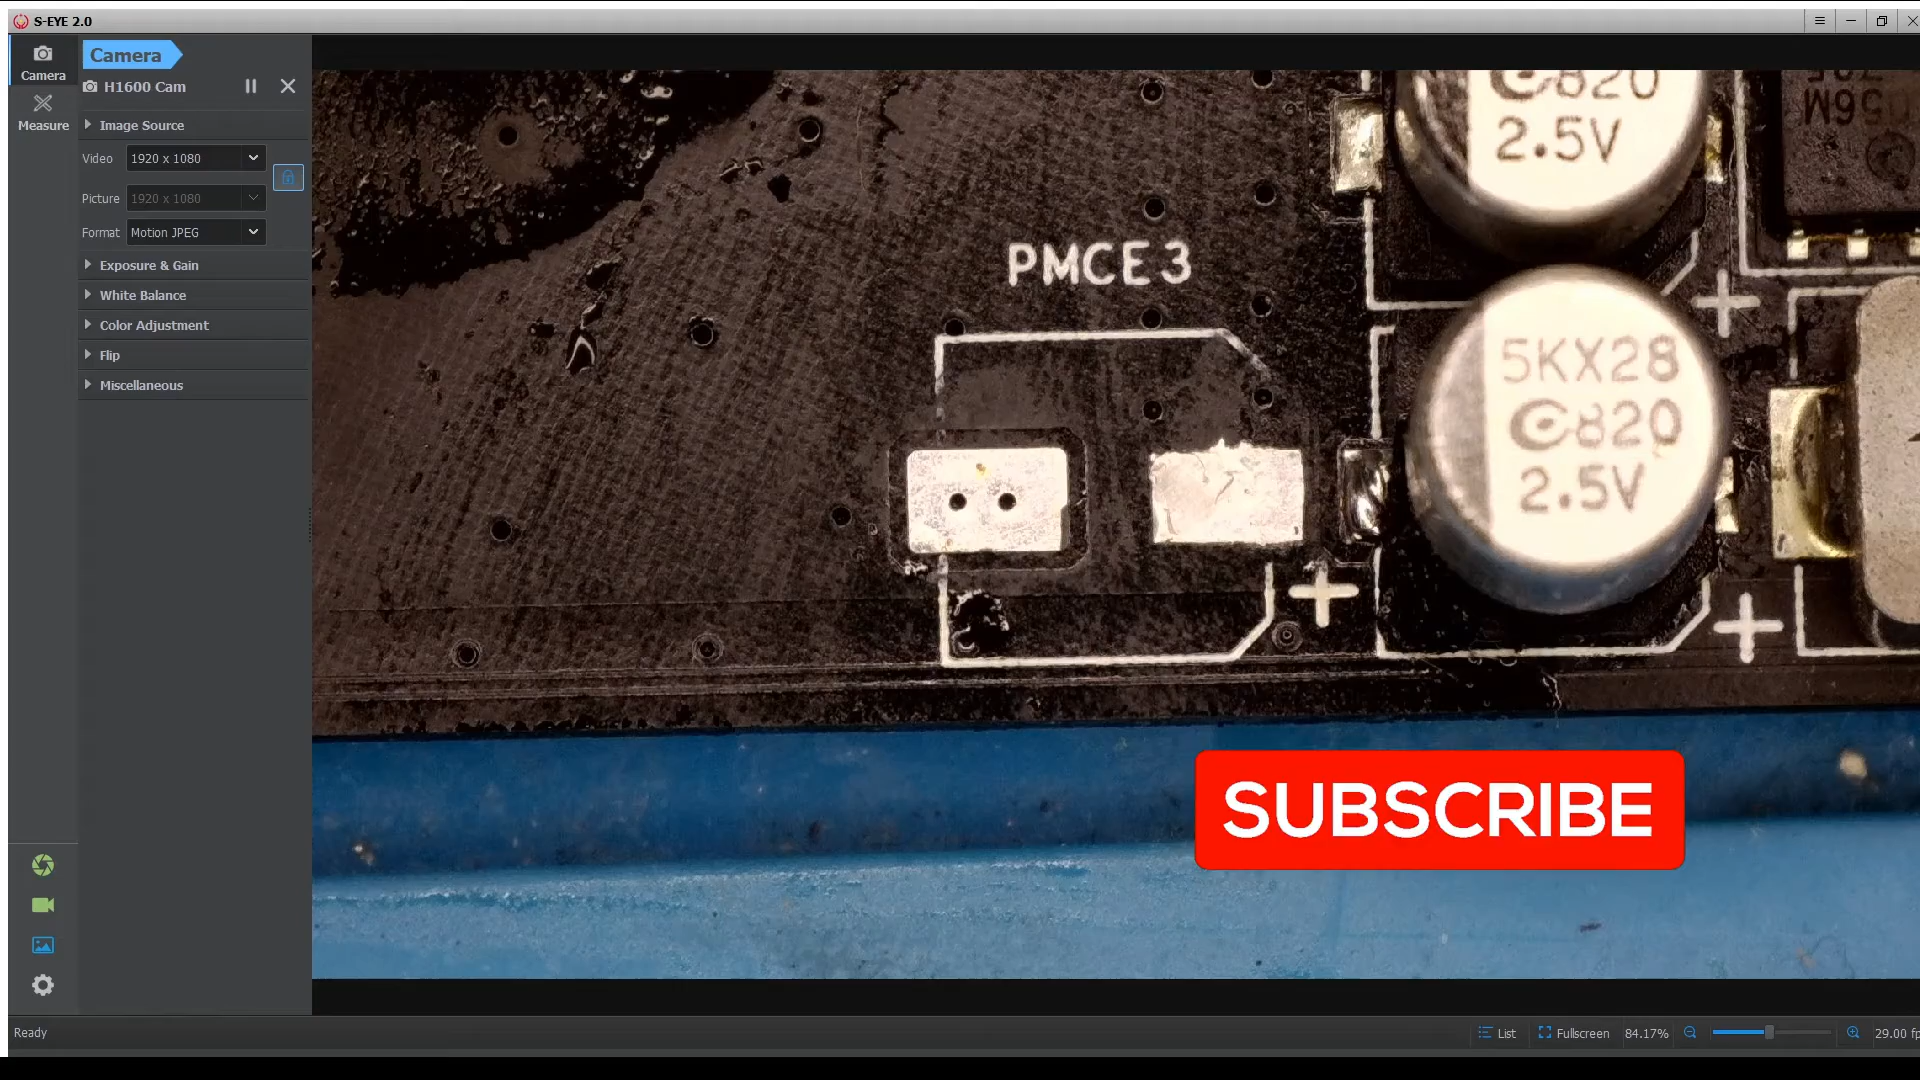 S-EYE 2.0
Camera
Camera
H1600 Cam
Measure
Image Source
Video 1920 x 1080
Picture 1920 x 1080
Format Motion JPEG
Exposure & Gain
White Balance
Color Adjustment
Flip
Miscellaneous
820
2.5V
PMCE3
5KX28
820
2.5V
SUBSCRIBE
Ready
List
Fullscreen
84.17%
29.00